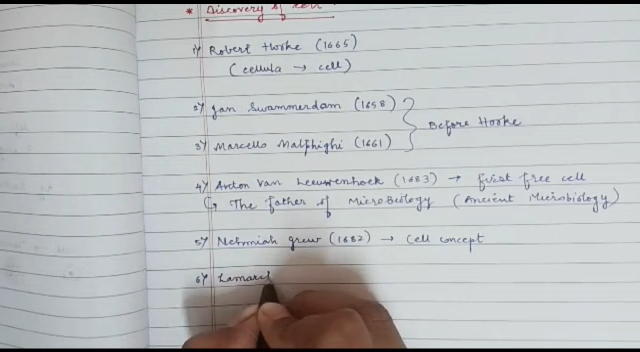 * Discovery of cell
1) Robert Hooke (1665)
(cellula → cell)
2) Jan Swammerdam (1658)
3) Marcello Malphighi (1661)
Before Hooke
4) Anton Van Leeuwenhoek (1683) → first free cell
↳ The father of MicroBiology (Ancient Microbiology)
5) Nehmiah grew (1682) → Cell concept
6) Lamarck